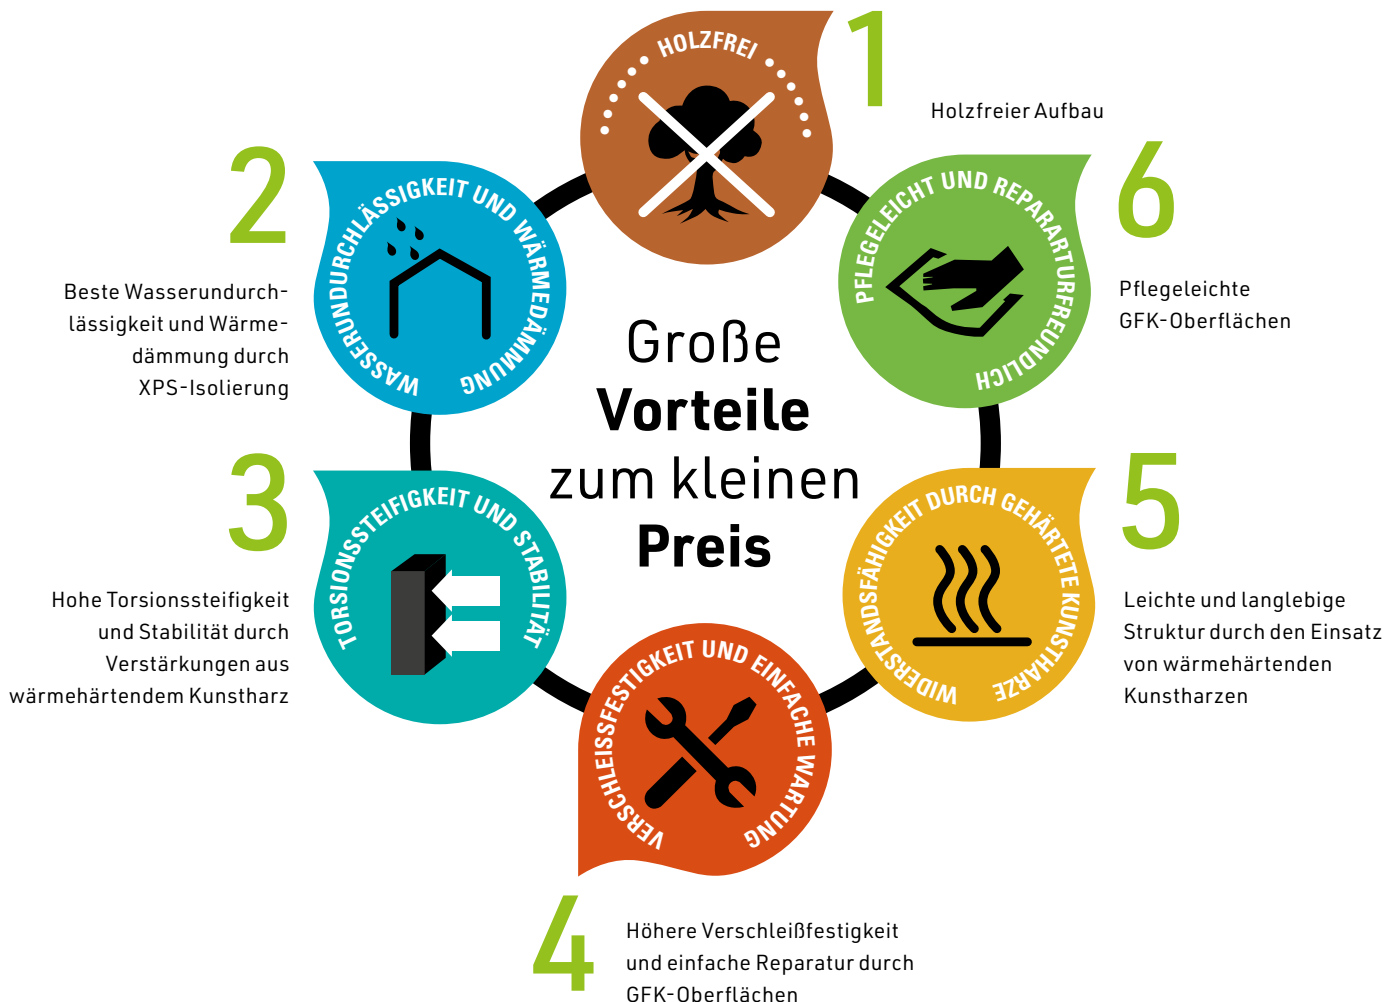 Große
Vorteile
zum kleinen
Preis
1
HOLZFREI
Holzfreier Aufbau
2
WASSERUNDURCHLÄSSIGKEIT UND WÄRMEDÄMMUNG
Beste Wasserundurch-
lässigkeit und Wärme-
dämmung durch
XPS-Isolierung
3
TORSIONSSTEIFIGKEIT UND STABILITÄT
Hohe Torsionssteifigkeit
und Stabilität durch
Verstärkungen aus
wärmehärtendem Kunstharz
4
VERSCHLEISSFESTIGKEIT UND EINFACHE WARTUNG
Höhere Verschleißfestigkeit
und einfache Reparatur durch
GFK-Oberflächen
5
WIDERSTANDSFÄHIGKEIT DURCH GEHÄRTETE KUNSTHARZE
Leichte und langlebige
Struktur durch den Einsatz
von wärmehärtenden
Kunstharzen
6
PFLEGELEICHT UND REPARARTURFREUNDLICH
Pflegeleichte
GFK-Oberflächen